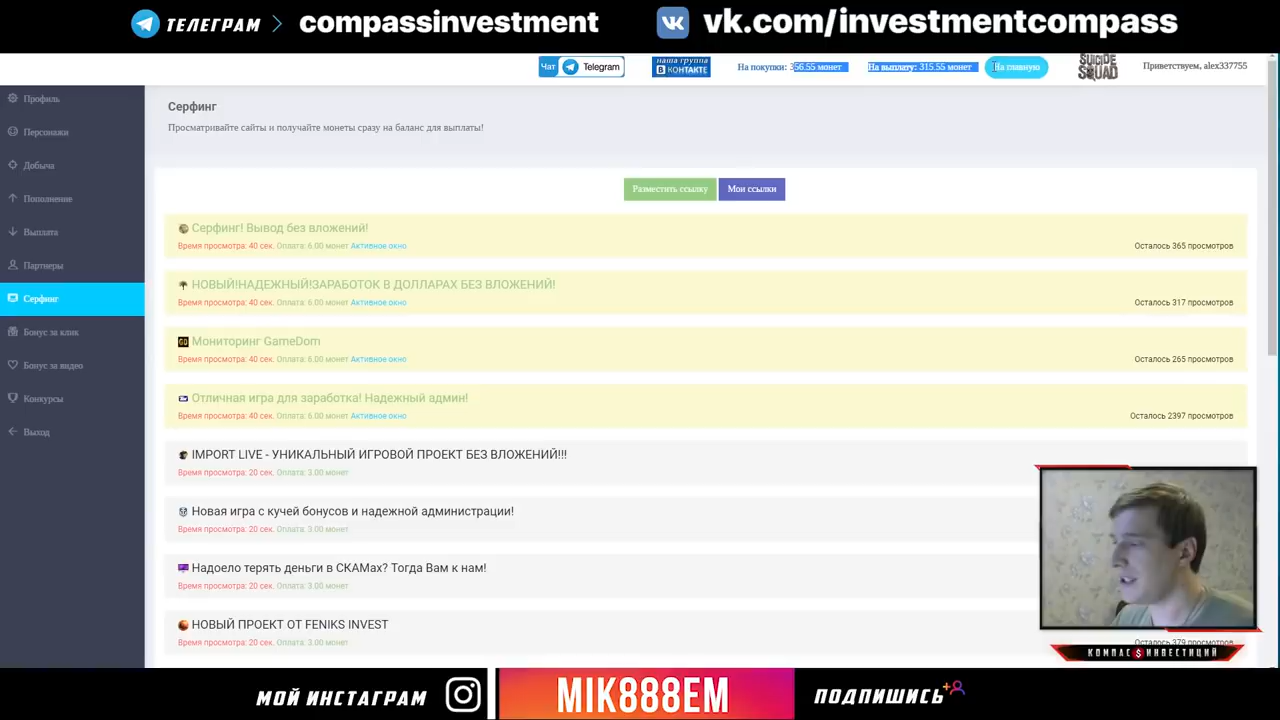 ТЕЛЕГРАМ > compassinvestment vk.com/investmentcompass
Чат Telegram
наша группа
В КОНТАКТЕ
На покупки: 356.55 монет
На выплату: 315.55 монет
На главную
SUICIDE
SQUAD
Приветствуем, alex337755
Профиль
Персонажи
Добыча
Пополнение
Выплата
Партнеры
Серфинг
Бонус за клик
Бонус за видео
Конкурсы
Выход
Серфинг
Просматривайте сайты и получайте монеты сразу на баланс для выплаты!
Разместить ссылку Мои ссылки
Серфинг! Вывод без вложений!
Время просмотра: 40 сек. Оплата: 6.00 монет Активное окно Осталось 365 просмотров
НОВЫЙ!НАДЕЖНЫЙ!ЗАРАБОТОК В ДОЛЛАРАХ БЕЗ ВЛОЖЕНИЙ!
Время просмотра: 40 сек. Оплата: 6.00 монет Активное окно Осталось 317 просмотров
Мониторинг GameDom
Время просмотра: 40 сек. Оплата: 6.00 монет Активное окно Осталось 265 просмотров
Отличная игра для заработка! Надежный админ!
Время просмотра: 40 сек. Оплата: 6.00 монет Активное окно Осталось 2397 просмотров
IMPORT LIVE - УНИКАЛЬНЫЙ ИГРОВОЙ ПРОЕКТ БЕЗ ВЛОЖЕНИЙ!!!
Время просмотра: 20 сек. Оплата: 3.00 монет
Новая игра с кучей бонусов и надежной администрации!
Время просмотра: 20 сек. Оплата: 3.00 монет
Надоело терять деньги в СКАМах? Тогда Вам к нам!
Время просмотра: 20 сек. Оплата: 3.00 монет
НОВЫЙ ПРОЕКТ ОТ FENIKS INVEST
Время просмотра: 20 сек. Оплата: 3.00 монет Осталось 379 просмотров
КОМПАС $ ИНВЕСТИЦИЙ
МОЙ ИНСТАГРАМ MIK888EM ПОДПИШИСЬ